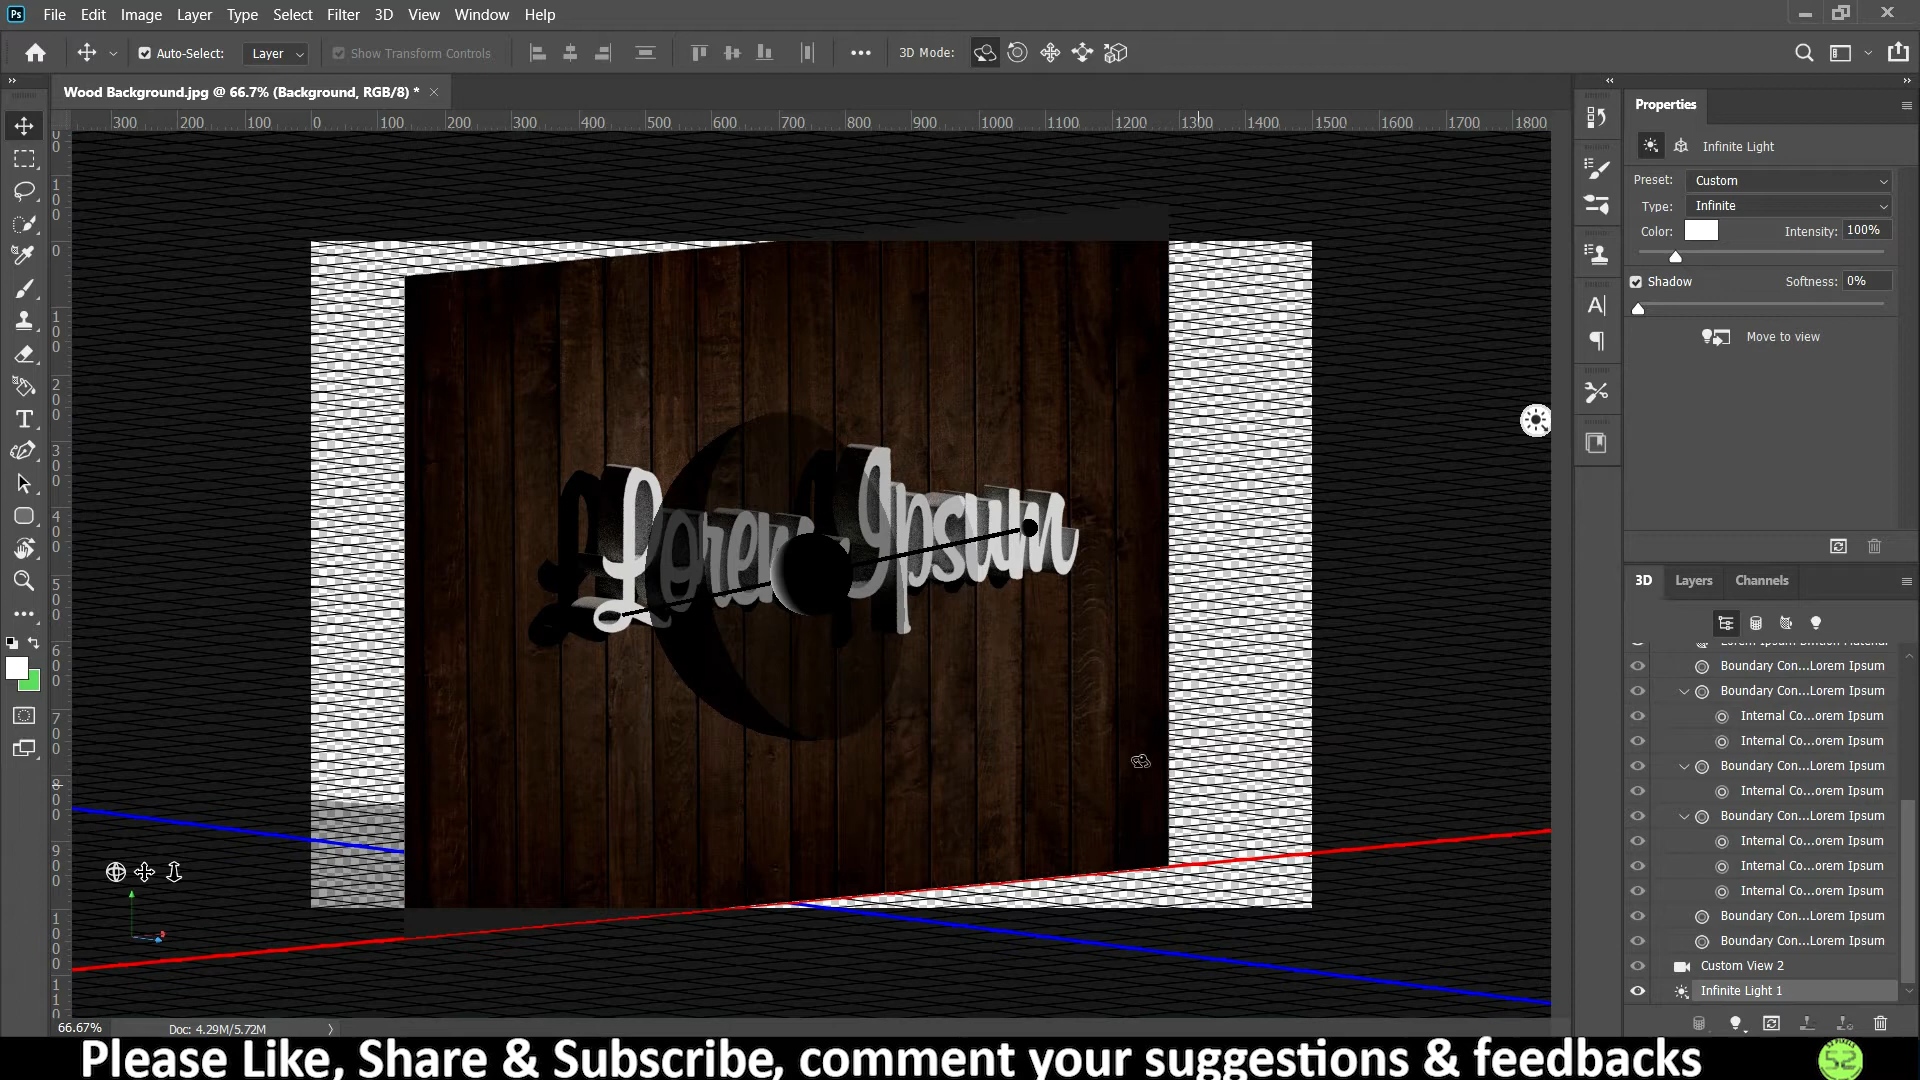 Ps File Edit Image Layer Type Select Filter 3D View Window Help
Auto-Select: Layer Show Transform Controls 3D Mode:
Wood Background.jpg @ 66.7% (Background, RGB/8) *
300 200 100 0 100 200 300 400 500 600 700 800 900 1000 1100 1200 1300 1400 1500 1600 1700 1800
Properties
Infinite Light
Preset: Custom
Type: Infinite
Color: Intensity: 100%
Shadow Softness: 0%
Move to view
Lorem Ipsum
3D Layers Channels
Boundary Con...Lorem Ipsum
Boundary Con...Lorem Ipsum
Internal Co...orem Ipsum
Internal Co...orem Ipsum
Boundary Con...Lorem Ipsum
Internal Co...orem Ipsum
Boundary Con...Lorem Ipsum
Internal Co...orem Ipsum
Internal Co...orem Ipsum
Internal Co...orem Ipsum
Boundary Con...Lorem Ipsum
Boundary Con...Lorem Ipsum
Custom View 2
Infinite Light 1
66.67% Doc: 4.29M/5.72M
Please Like, Share & Subscribe, comment your suggestions & feedbacks
52